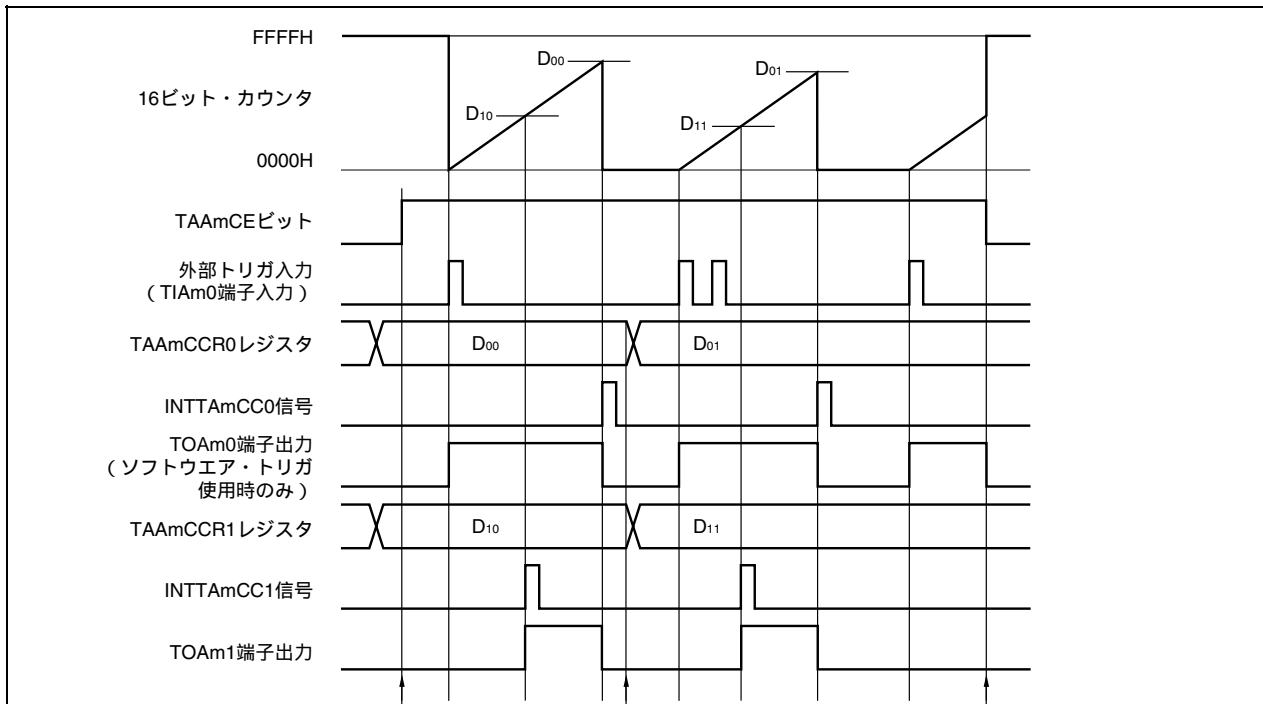 FFFFH
D00
D01
16ビット・カウンタ
D10
D11
0000H
TAAmCEビット
外部トリガ入力
(TIAm0端子入力)
TAAmCCR0レジスタ
D00
D01
INTTAmCC0信号
TOAm0端子出力
(ソフトウエア・トリガ
使用時のみ)
TAAmCCR1レジスタ
D10
D11
INTTAmCC1信号
TOAm1端子出力